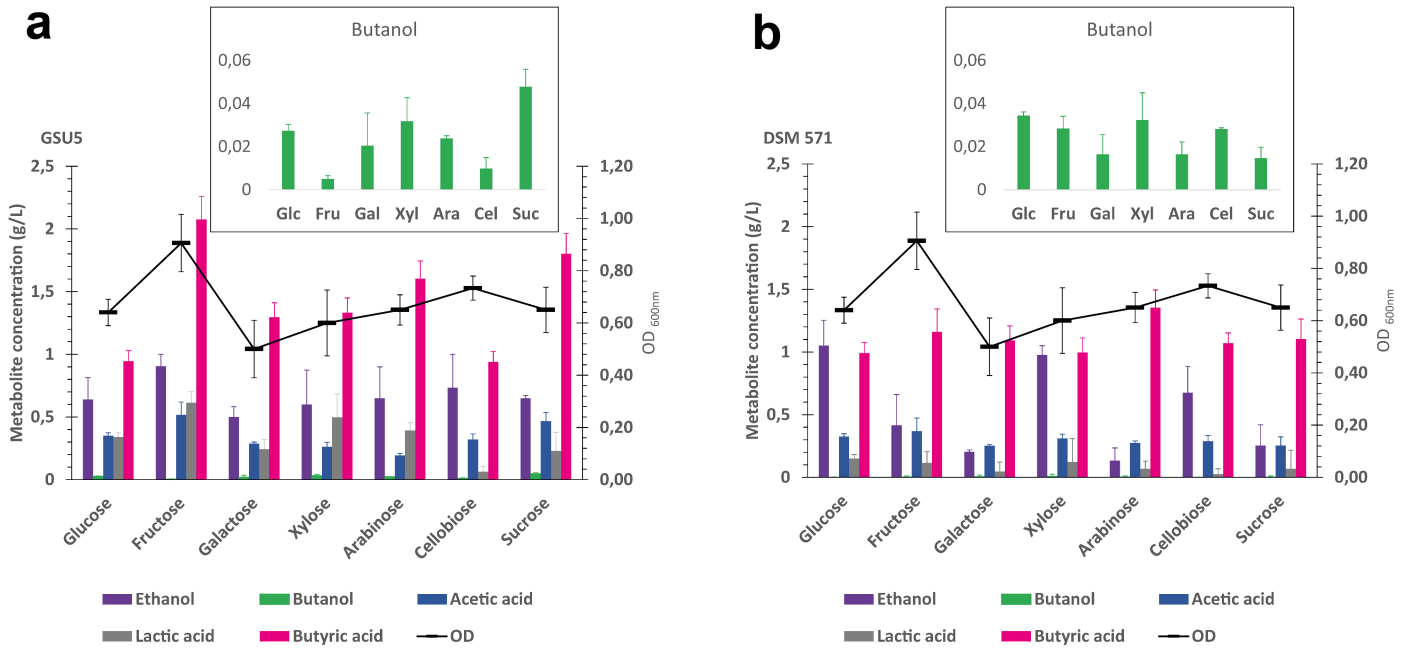 a
Butanol
0,06
0,04
0,02
0
Glc Fru Gal Xyl Ara Cel Suc
GSU5
Metabolite concentration (g/L)
2,5
2
1,5
1
0,5
0
1,20
1,00
0,80
0,60
0,40
0,20
0,00
OD 600nm
Glucose
Fructose
Galactose
Xylose
Arabinose
Cellobiose
Sucrose
Ethanol Butanol Acetic acid
Lactic acid Butyric acid OD
b
Butanol
0,06
0,04
0,02
0
Glc Fru Gal Xyl Ara Cel Suc
DSM 571
Metabolite concentration (g/L)
2,5
2
1,5
1
0,5
0
1,20
1,00
0,80
0,60
0,40
0,20
0,00
OD 600nm
Glucose
Fructose
Galactose
Xylose
Arabinose
Cellobiose
Sucrose
Ethanol Butanol Acetic acid
Lactic acid Butyric acid OD